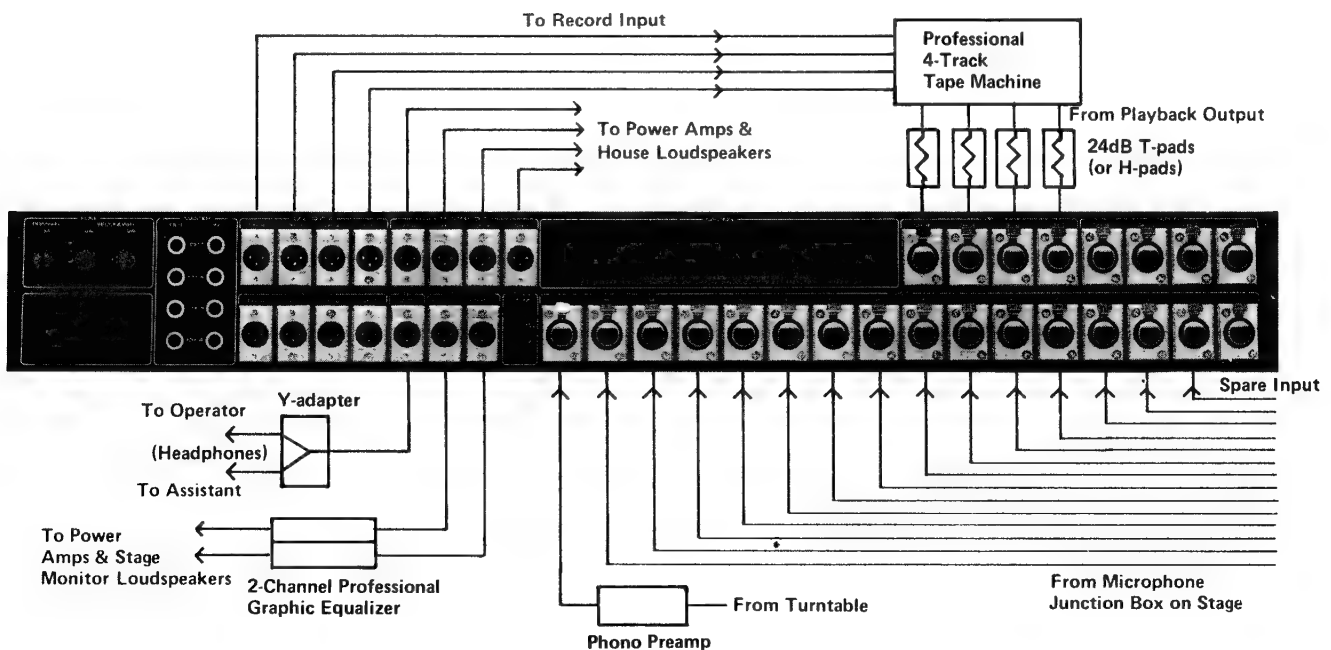 To Record Input
Professional
4-Track
Tape Machine
From Playback Output
To Power Amps &
House Loudspeakers
24dB T-pads
(or H-pads)
Spare Input
Y-adapter
To Operator
(Headphones)
To Assistant
To Power
Amps & Stage
Monitor Loudspeakers
2-Channel Professional
Graphic Equalizer
From Turntable
Phono Preamp
From Microphone
Junction Box on Stage